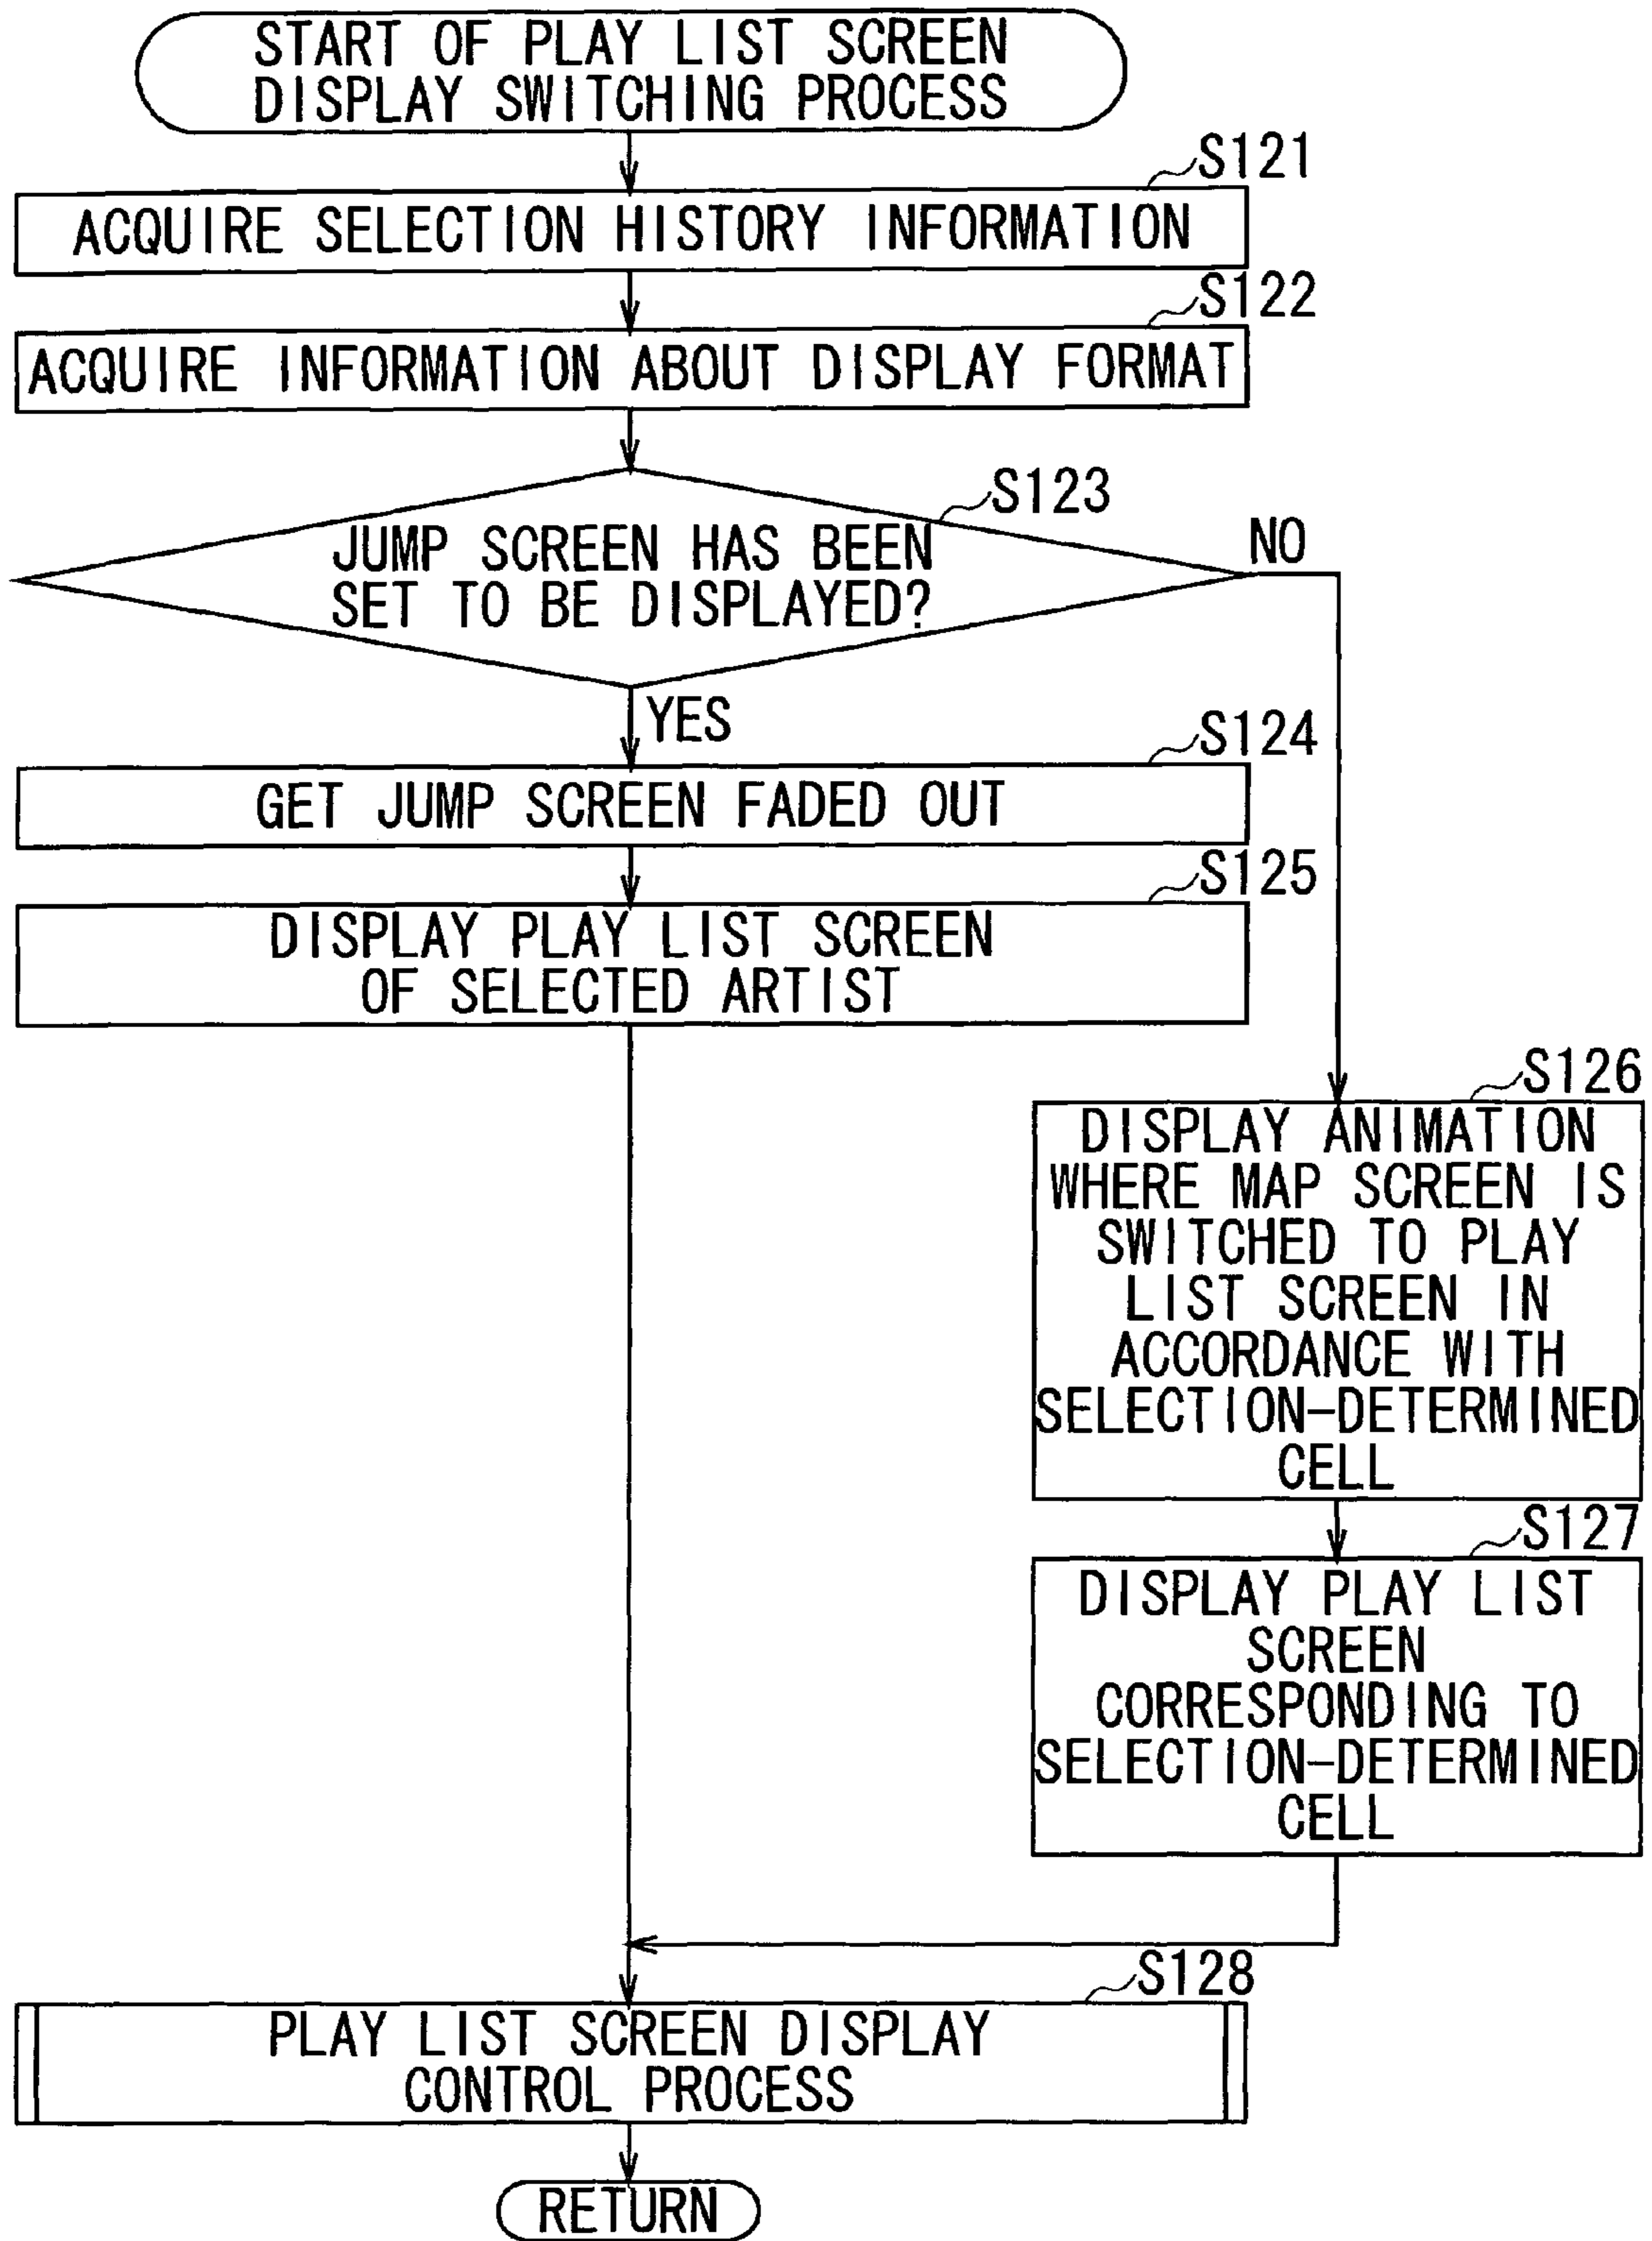 START OF PLAY LIST SCREEN
DISPLAY SWITCHING PROCESS
S121
ACQUIRE SELECTION HISTORY INFORMATION
S122
ACQUIRE INFORMATION ABOUT DISPLAY FORMAT
S123
JUMP SCREEN HAS BEEN
SET TO BE DISPLAYED?
NO
YES
S124
GET JUMP SCREEN FADED OUT
S125
DISPLAY PLAY LIST SCREEN
OF SELECTED ARTIST
S126
DISPLAY ANIMATION
WHERE MAP SCREEN IS
SWITCHED TO PLAY
LIST SCREEN IN
ACCORDANCE WITH
SELECTION-DETERMINED
CELL
S127
DISPLAY PLAY LIST
SCREEN
CORRESPONDING TO
SELECTION-DETERMINED
CELL
S128
PLAY LIST SCREEN DISPLAY
CONTROL PROCESS
RETURN